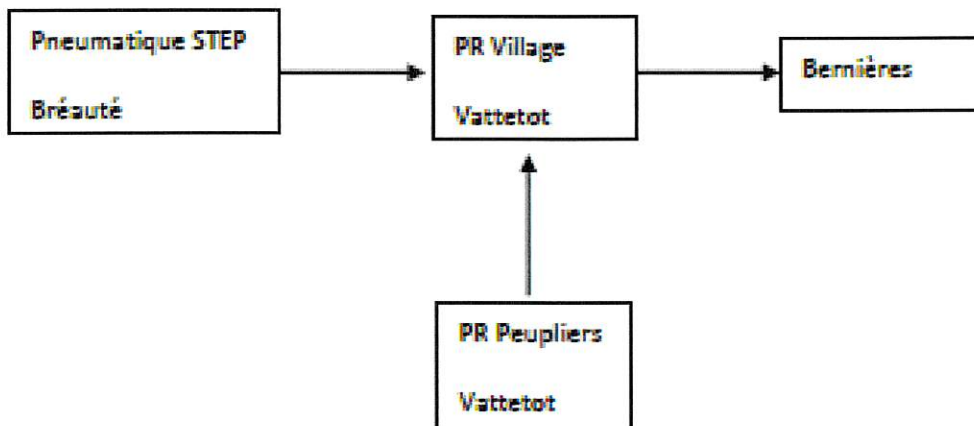 Pneumatique STEP
Bréauté
PR Village
Vattetot
Bernières
PR Peupliers
Vattetot